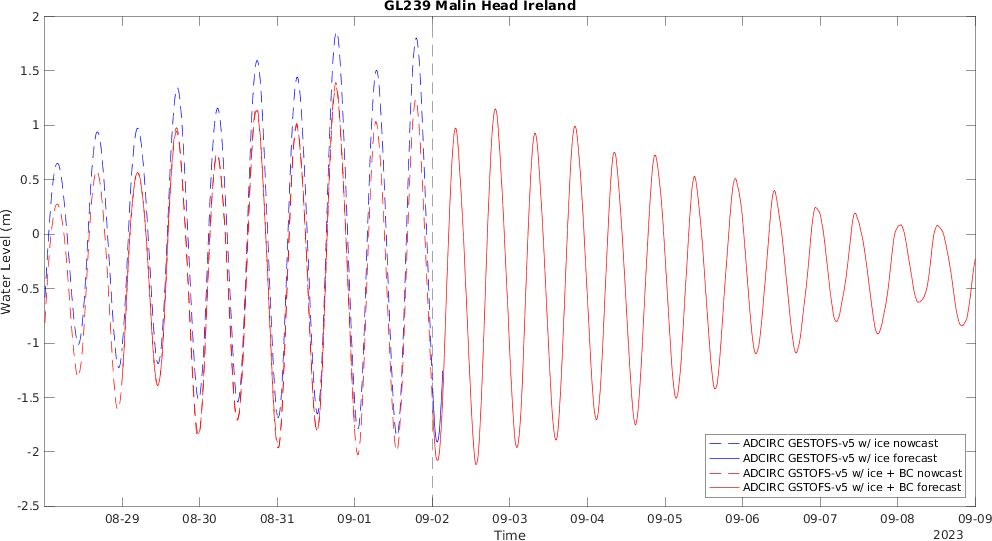 GL239 Malin Head Ireland
Water Level (m)
2
1.5
1
0.5
0
-0.5
-1
-1.5
-2
-2.5
ADCIRC GESTOFS-v5 w/ ice nowcast
ADCIRC GESTOFS-v5 w/ ice forecast
ADCIRC GSTOFS-v5 w/ ice + BC nowcast
ADCIRC GSTOFS-v5 w/ ice + BC forecast
08-29 08-30 08-31 09-01 09-02 09-03 09-04 09-05 09-06 09-07 09-08 09-09
Time
2023